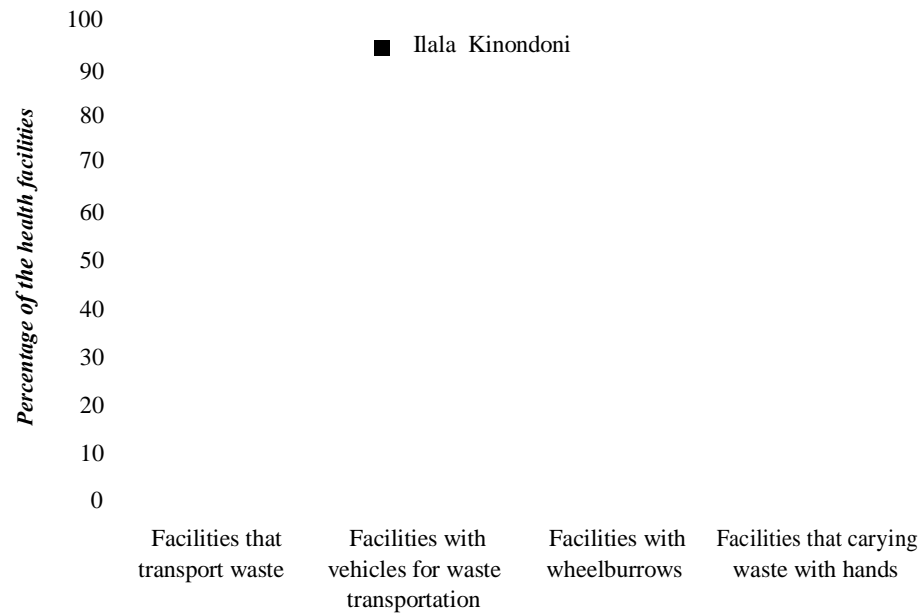 100
Ilala Kinondoni
90
80
70
60
50
40
30
20
10
0
Percentage of the health facilities
Facilities that
transport waste
Facilities with
vehicles for waste
transportation
Facilities with
wheelburrows
Facilities that carying
waste with hands